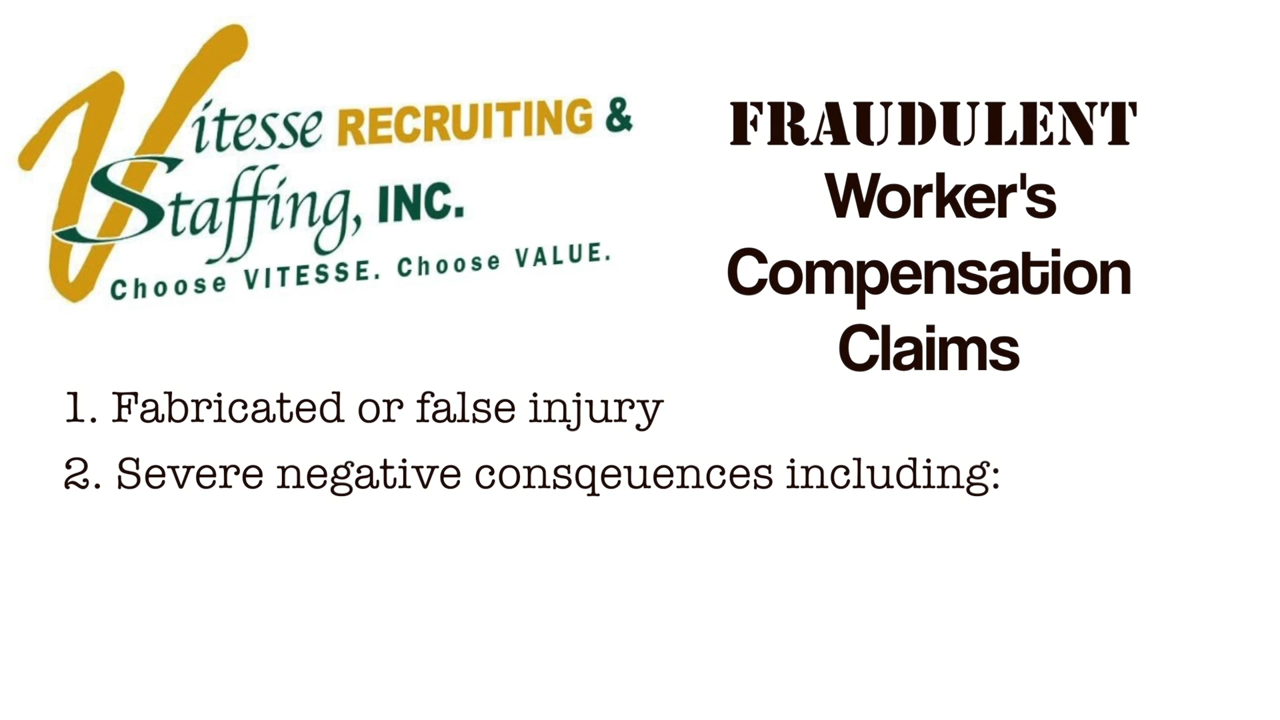 Vitesse RECRUITING &
Staffing, INC.
Choose VITESSE. Choose VALUE.
FRAUDULENT
Worker's
Compensation
Claims
1. Fabricated or false injury
2. Severe negative consqeuences including: